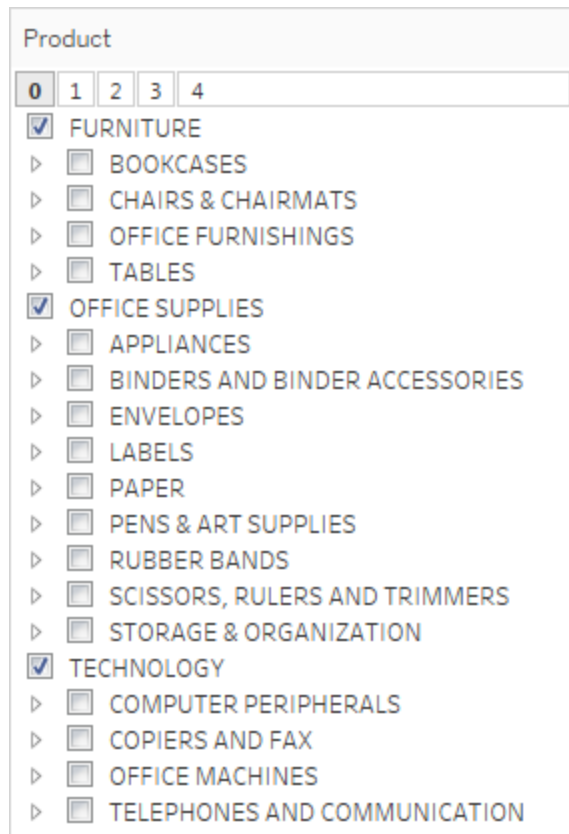 Product
0 1 2 3 4
FURNITURE
BOOKCASES
CHAIRS & CHAIRMATS
OFFICE FURNISHINGS
TABLES
OFFICE SUPPLIES
APPLIANCES
BINDERS AND BINDER ACCESSORIES
ENVELOPES
LABELS
PAPER
PENS & ART SUPPLIES
RUBBER BANDS
SCISSORS, RULERS AND TRIMMERS
STORAGE & ORGANIZATION
TECHNOLOGY
COMPUTER PERIPHERALS
COPIERS AND FAX
OFFICE MACHINES
TELEPHONES AND COMMUNICATION